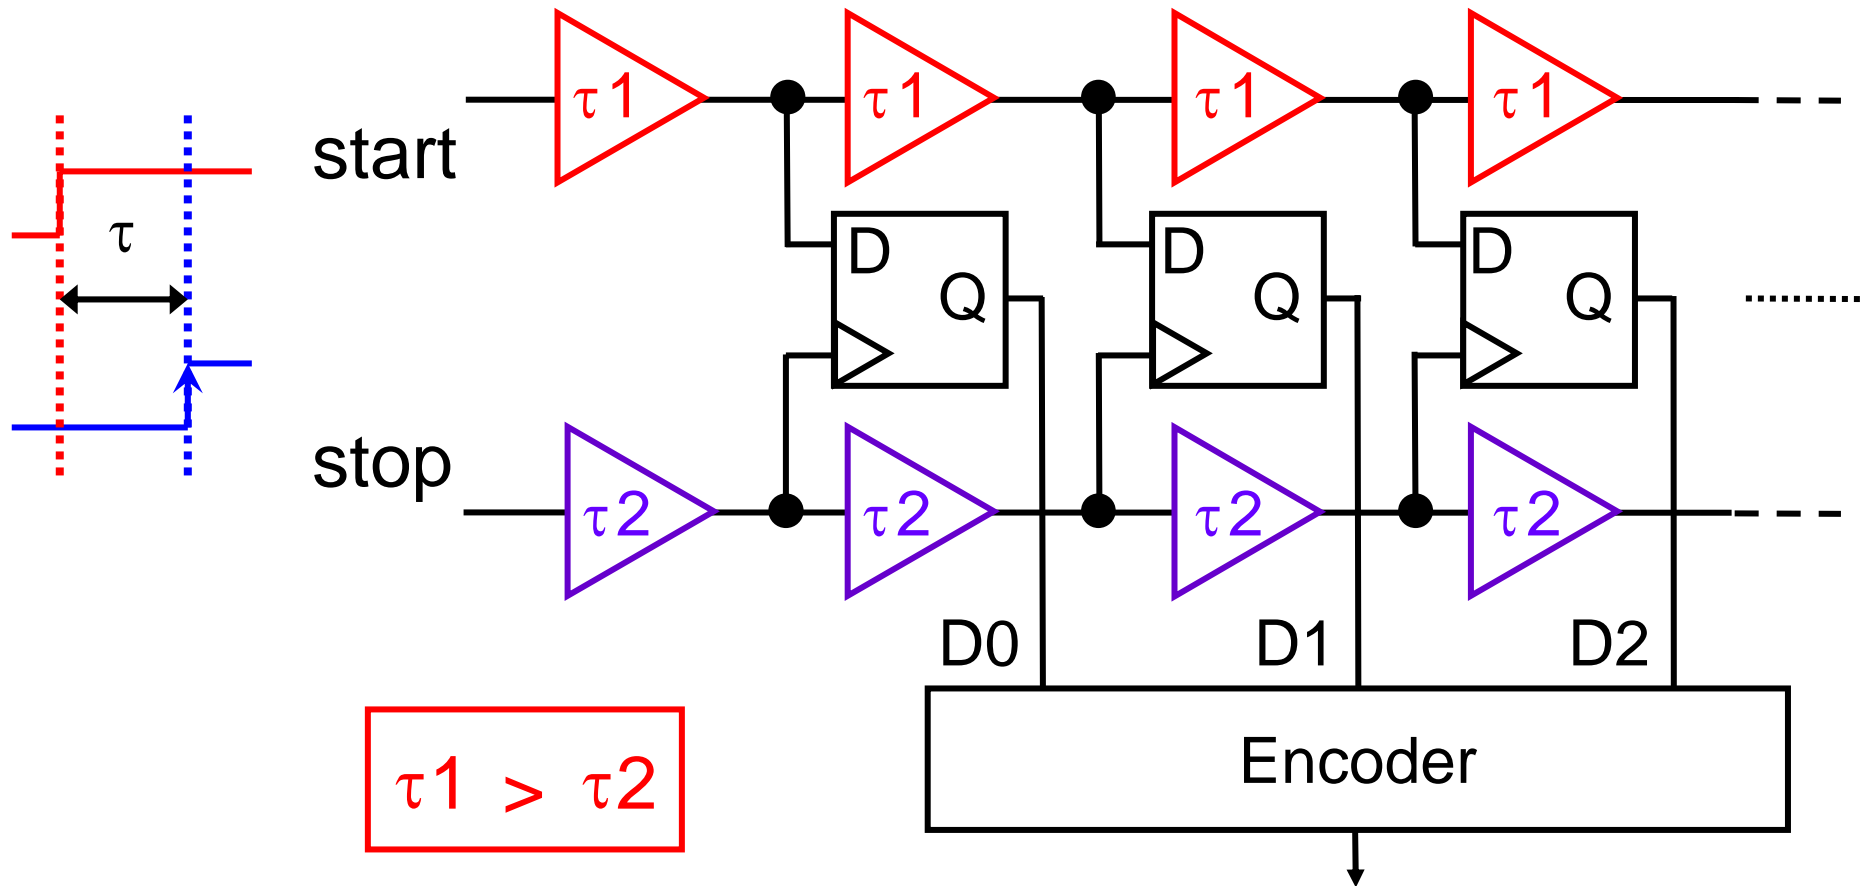 τ1 τ1 τ1 τ1
start
τ
D D D
Q Q Q
stop
τ2 τ2 τ2 τ2
D0 D1 D2
τ1 > τ2
Encoder